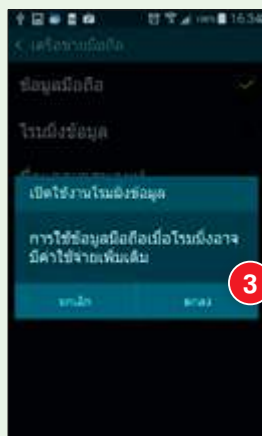 16:34
< เครือข่ายมือถือ
ข้อมูลมือถือ
โรมมิ่งข้อมูล
เปิดใช้งานโรมมิ่งข้อมูล
การใช้ข้อมูลมือถือเมื่อโรมมิ่งอาจ
มีค่าใช้จ่ายเพิ่มเติม
ยกเลิก ตกลง
3